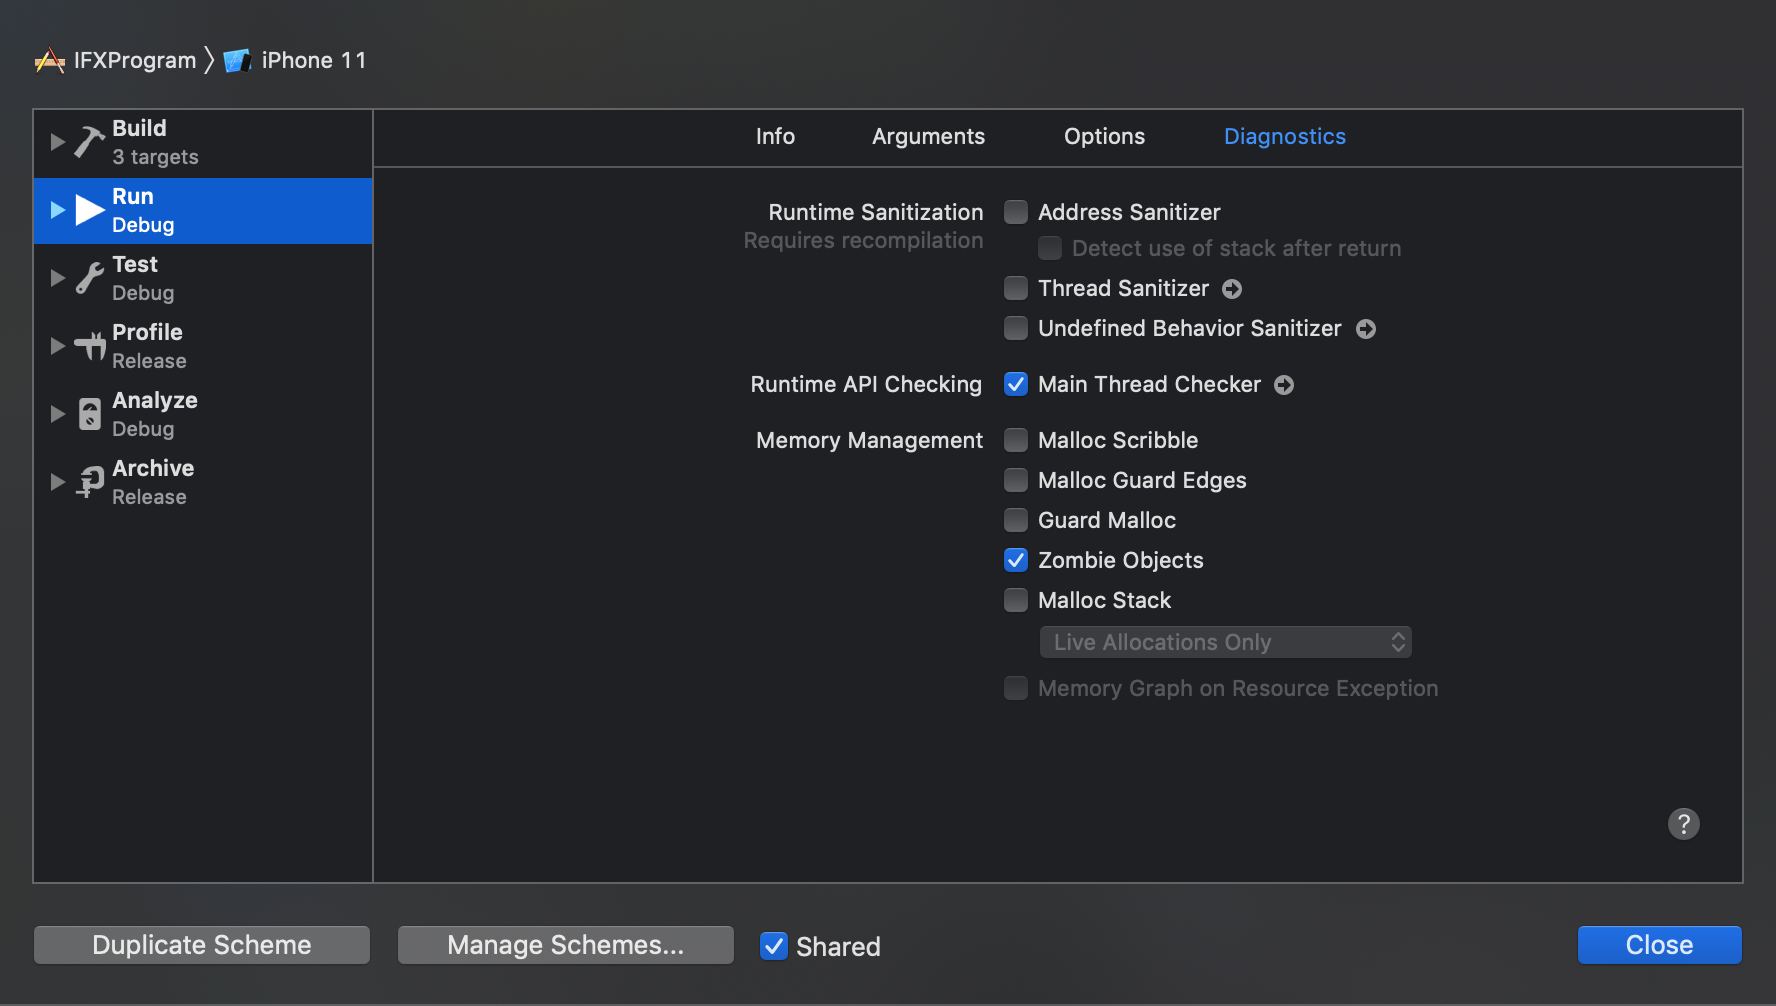 IFXProgram 〉 iPhone 11
Build
3 targets
Run
Debug
Test
Debug
Profile
Release
Analyze
Debug
Archive
Release
Info Arguments Options Diagnostics
Runtime Sanitization Address Sanitizer
Requires recompilation Detect use of stack after return
Thread Sanitizer
Undefined Behavior Sanitizer
Runtime API Checking Main Thread Checker
Memory Management Malloc Scribble
Malloc Guard Edges
Guard Malloc
Zombie Objects
Malloc Stack
Live Allocations Only
Memory Graph on Resource Exception
?
Duplicate Scheme Manage Schemes... Shared Close